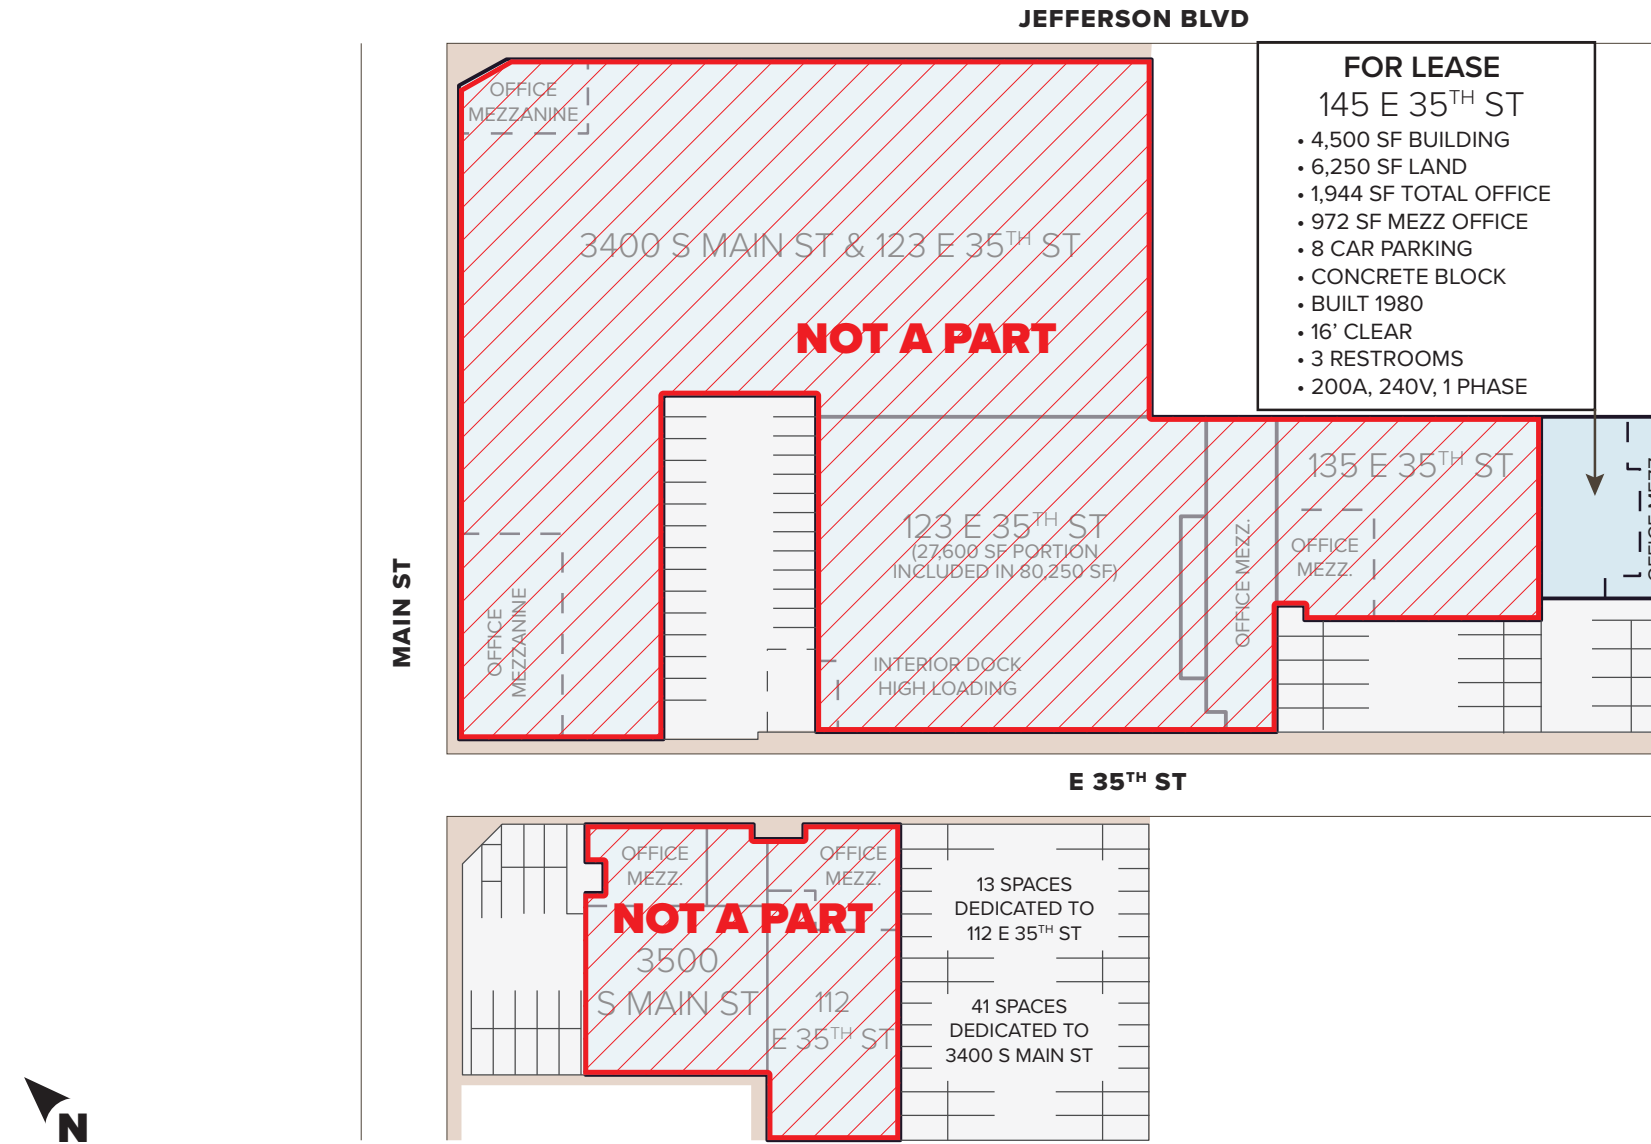 JEFFERSON BLVD
FOR LEASE
145 E 35TH ST
• 4,500 SF BUILDING
• 6,250 SF LAND
• 1,944 SF TOTAL OFFICE
• 972 SF MEZZ OFFICE
• 8 CAR PARKING
• CONCRETE BLOCK
• BUILT 1980
• 16’ CLEAR
• 3 RESTROOMS
• 200A, 240V, 1 PHASE
OFFICE
MEZZANINE
3400 S MAIN ST & 123 E 35TH ST
NOT A PART
135 E 35TH ST
123 E 35TH ST
(27,600 SF PORTION
INCLUDED IN 80,250 SF)
OFFICE MEZZ.
OFFICE
MEZZ.
OFFICE MEZZ
MAIN ST
OFFICE
MEZZANINE
INTERIOR DOCK
HIGH LOADING
E 35TH ST
OFFICE
MEZZ.
OFFICE
MEZZ.
NOT A PART
3500
S MAIN ST
112
E 35TH ST
13 SPACES
DEDICATED TO
112 E 35TH ST
41 SPACES
DEDICATED TO
3400 S MAIN ST
N